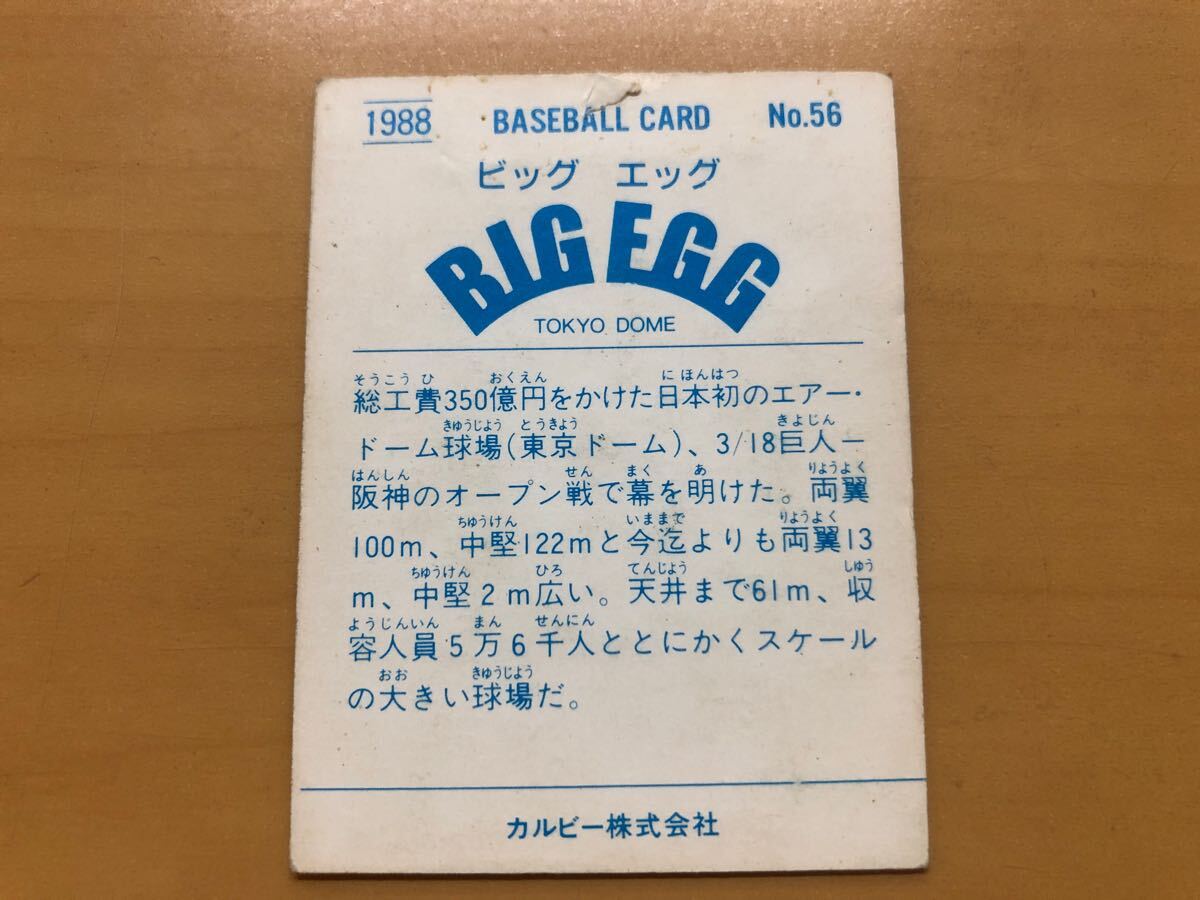 1988 BASEBALL CARD No.56
ビッグ エッグ
BIG EGG
TOKYO DOME
そうこう ひ おくえん に ほんはつ
総工費350億円をかけた日本初のエアー・
きゅうじょう とうきょう きよじん
ドーム球場(東京ドーム)、3/18巨人ー
はんしん せん まく あ りようよく
阪神のオープン戦で幕を明けた。両翼
ちゆうけん いままで りようよく
100m、中堅122mと今迄よりも両翼13
ちゆうけん ひろ てんじよう しゆう
m、中堅2m広い。天井まで61m、収
ようじんいん まん せんにん
容人員5万6千人ととにかくスケール
おお きゆうじよう
の大きい球場だ。
カルビー株式会社